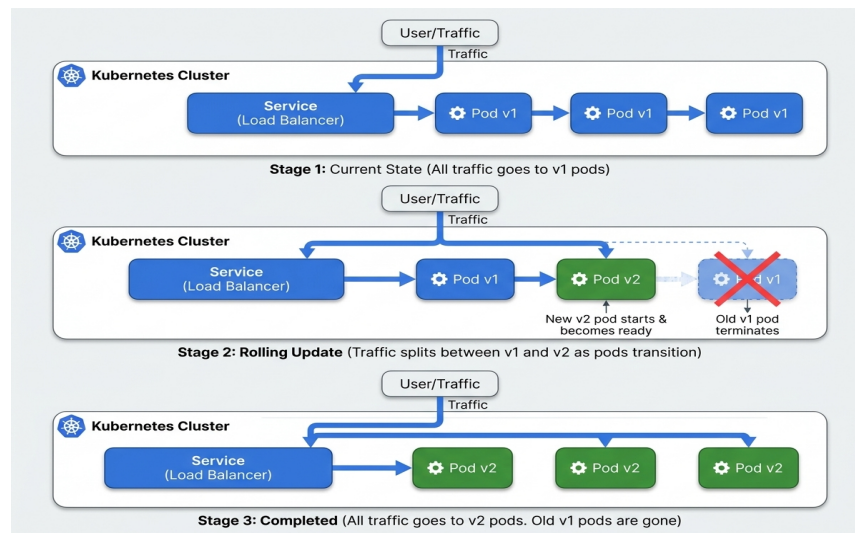 User/Traffic
Traffic
Kubernetes Cluster
Service
(Load Balancer)
Pod v1
Pod v1
Pod v1
Stage 1: Current State (All traffic goes to v1 pods)
User/Traffic
Traffic
Kubernetes Cluster
Service
(Load Balancer)
Pod v1
Pod v2
Pod v1
New v2 pod starts &
becomes ready
Old v1 pod
terminates
Stage 2: Rolling Update (Traffic splits between v1 and v2 as pods transition)
User/Traffic
Traffic
Kubernetes Cluster
Service
(Load Balancer)
Pod v2
Pod v2
Pod v2
Stage 3: Completed (All traffic goes to v2 pods. Old v1 pods are gone)